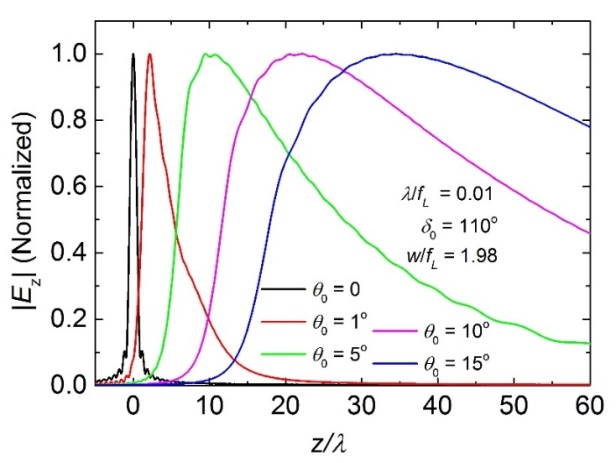 |E_z| (Normalized)
1.0
0.8
0.6
0.4
0.2
0.0
λ/f_L = 0.01
δ_0 = 110°
w/f_L = 1.98
θ_0 = 0
θ_0 = 1°
θ_0 = 5°
θ_0 = 10°
θ_0 = 15°
0 10 20 30 40 50 60
z/λ